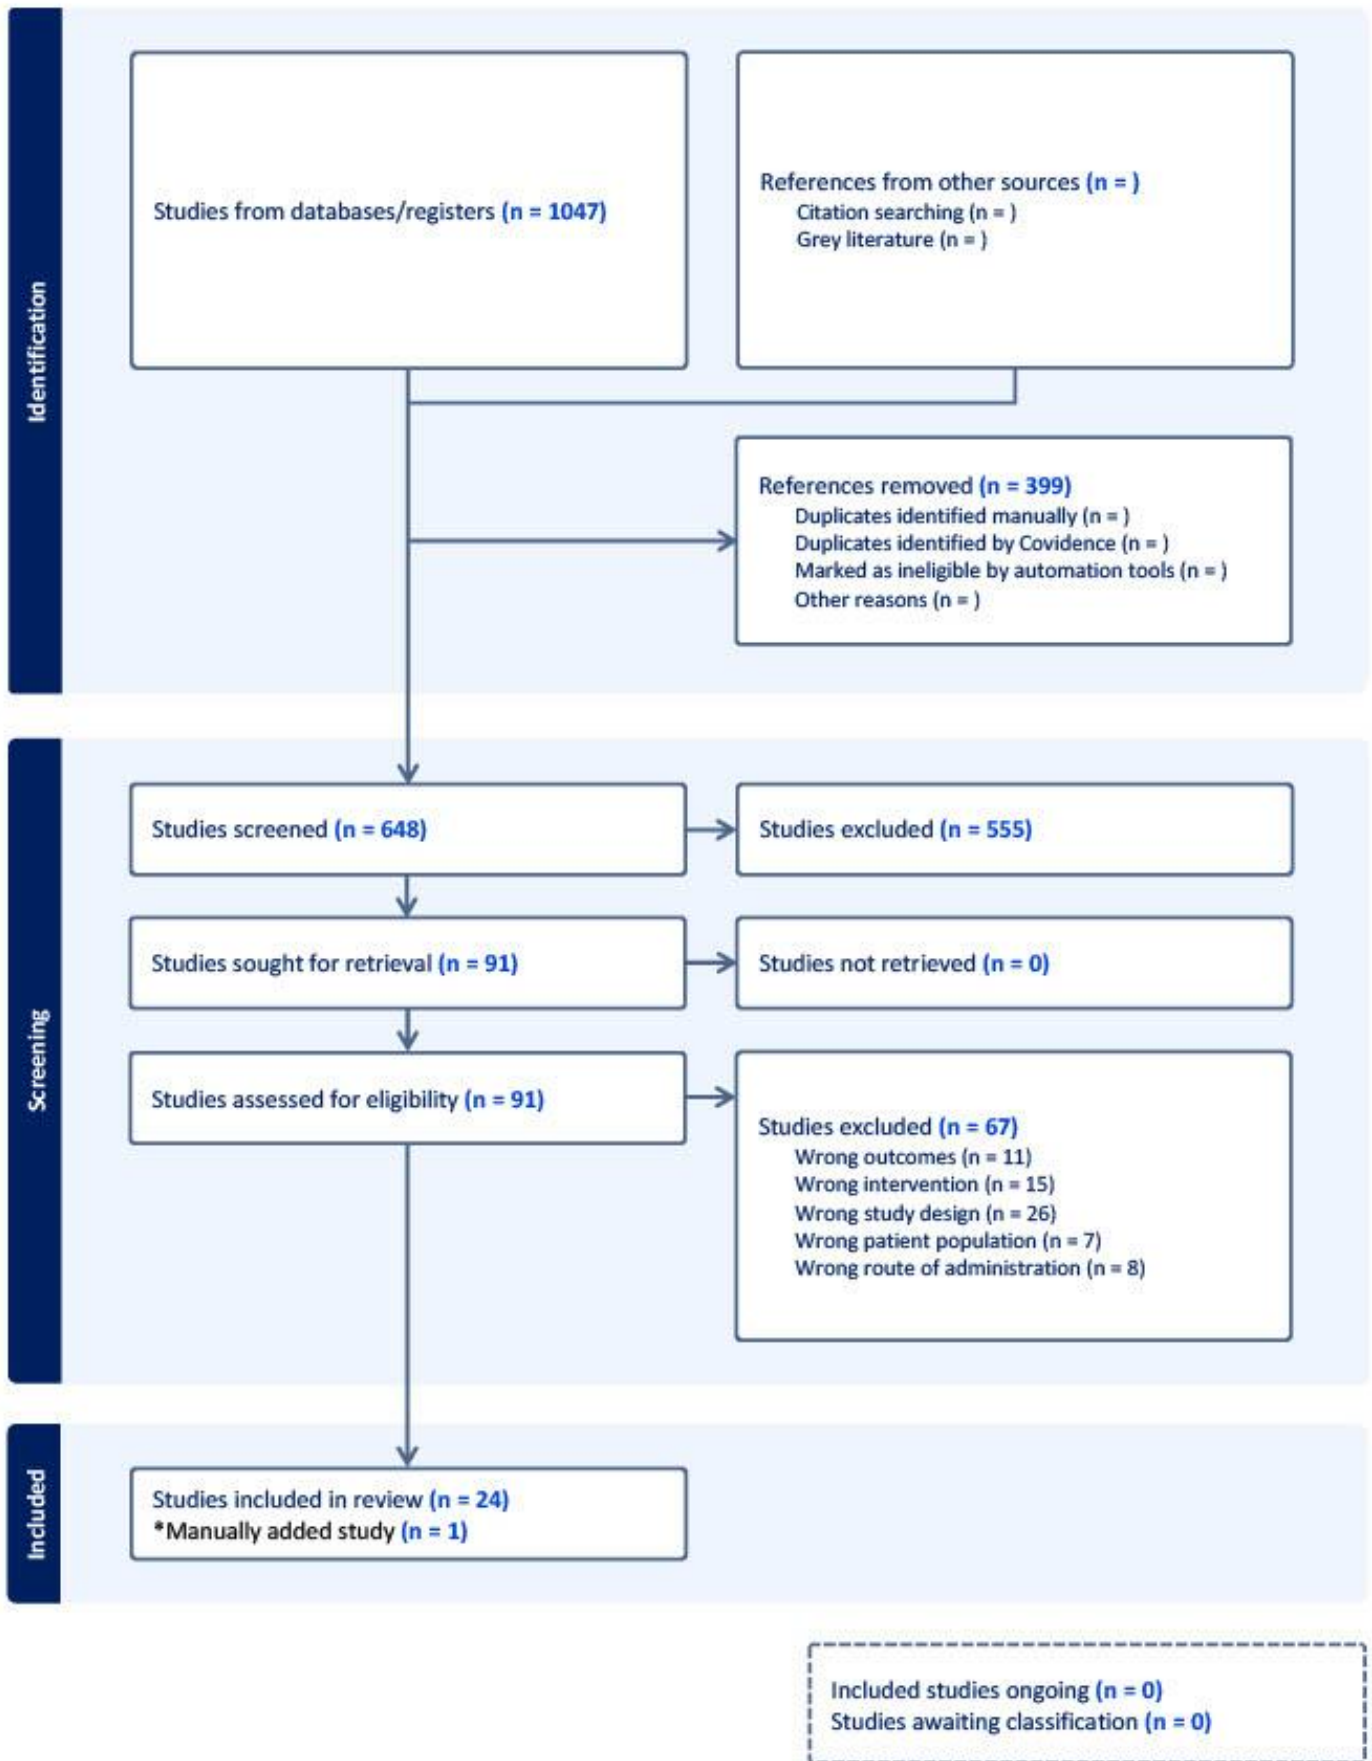 Identification
Studies from databases/registers (n = 1047)
References from other sources (n = )
Citation searching (n = )
Grey literature (n = )
References removed (n = 399)
Duplicates identified manually (n = )
Duplicates identified by Covidence (n = )
Marked as ineligible by automation tools (n = )
Other reasons (n = )
Screening
Studies screened (n = 648)
Studies excluded (n = 555)
Studies sought for retrieval (n = 91)
Studies not retrieved (n = 0)
Studies assessed for eligibility (n = 91)
Studies excluded (n = 67)
Wrong outcomes (n = 11)
Wrong intervention (n = 15)
Wrong study design (n = 26)
Wrong patient population (n = 7)
Wrong route of administration (n = 8)
Included
Studies included in review (n = 24)
*Manually added study (n = 1)
Included studies ongoing (n = 0)
Studies awaiting classification (n = 0)